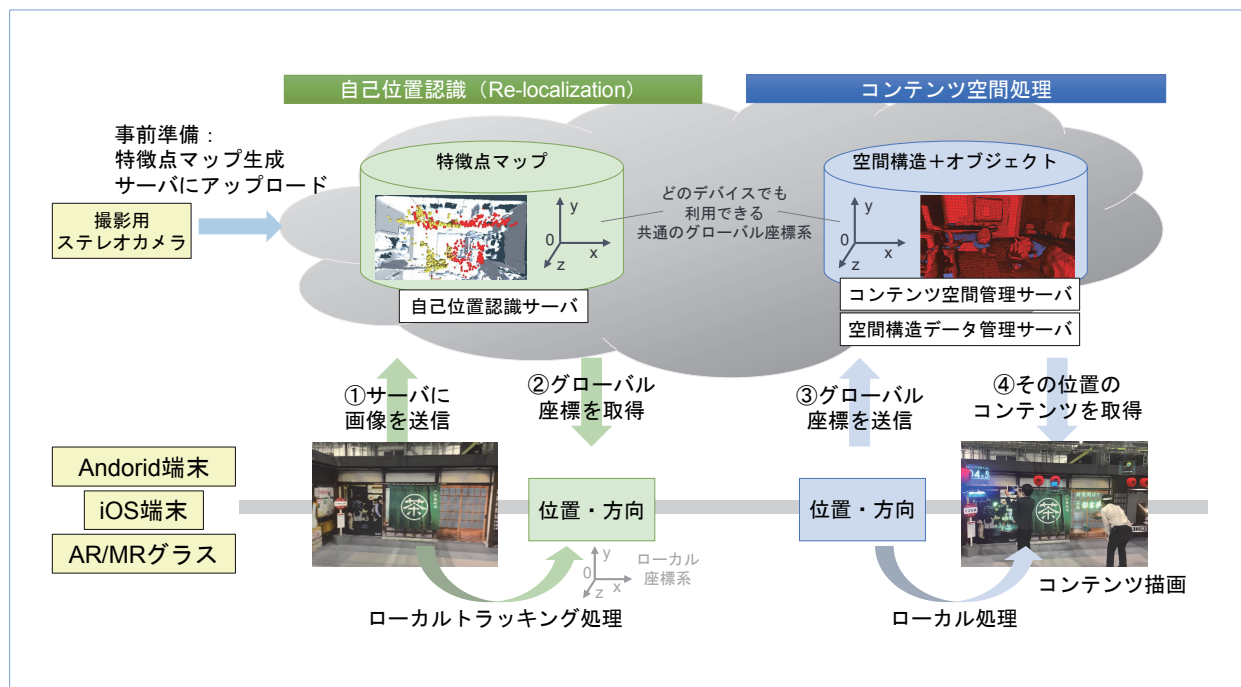 自己位置認識（Re-localization）
コンテンツ空間処理
事前準備：
特徴点マップ生成
サーバにアップロード
撮影用
ステレオカメラ
特徴点マップ
y
0
x
z
自己位置認識サーバ
どのデバイスでも
利用できる
共通のグローバル座標系
空間構造＋オブジェクト
y
0
x
z
コンテンツ空間管理サーバ
空間構造データ管理サーバ
①サーバに
画像を送信
②グローバル
座標を取得
③グローバル
座標を送信
④その位置の
コンテンツを取得
Andorid端末
iOS端末
AR/MRグラス
茶
位置・方向
y
0
x
z
ローカル
座標系
ローカルトラッキング処理
位置・方向
茶
コンテンツ描画
ローカル処理